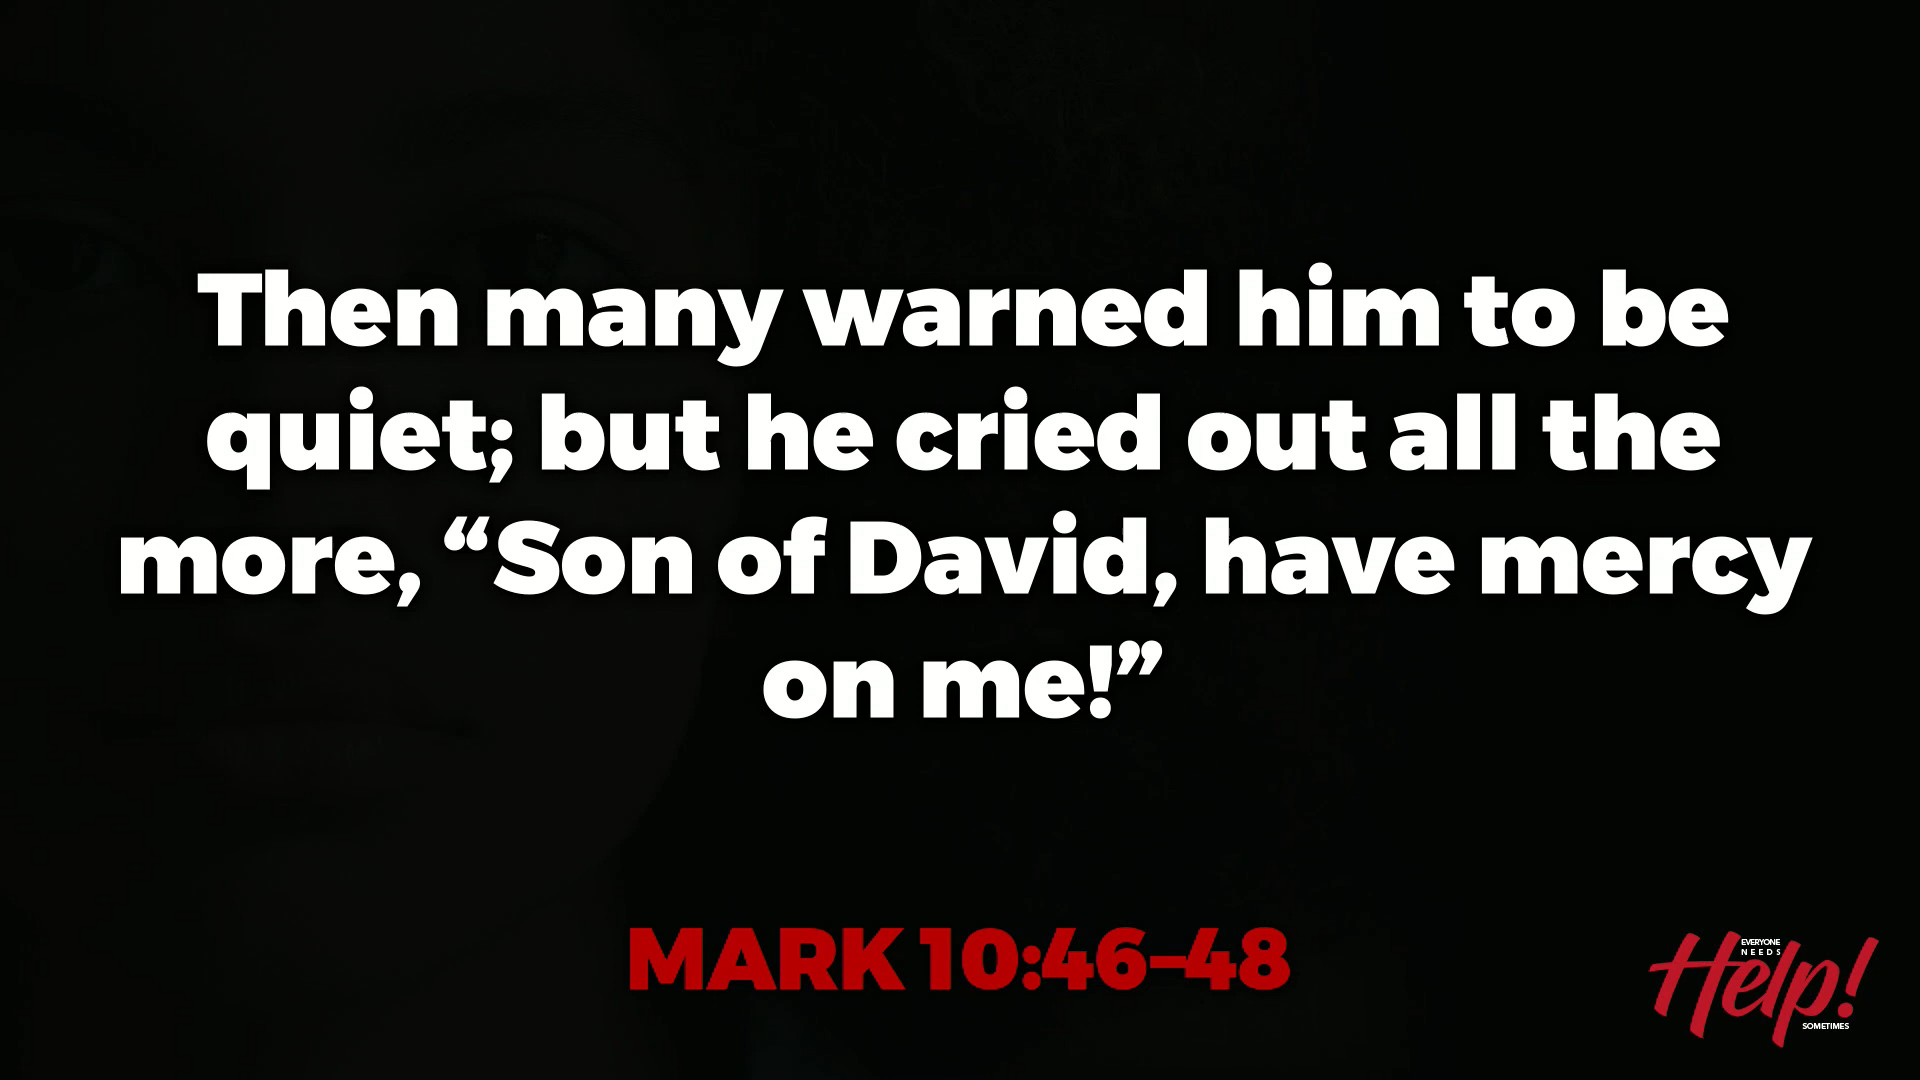 Then many warned him to be
quiet; but he cried out all the
more, “Son of David, have mercy
on me!”
MARK 10:46–48
EVERYONE
NEEDS
Help!
SOMETIMES